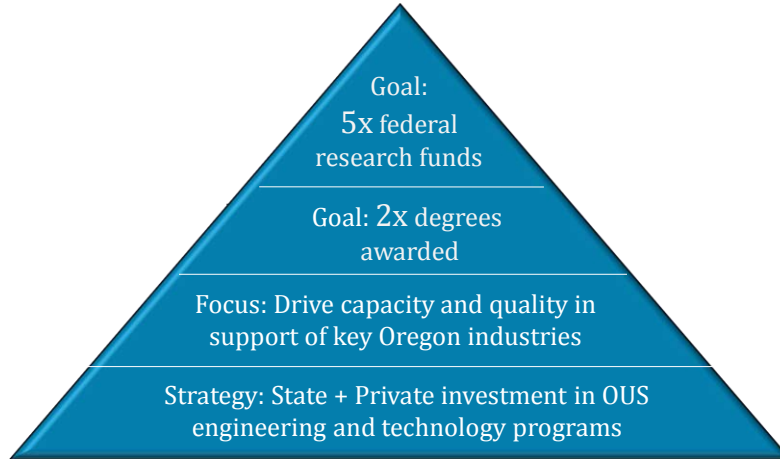 Goal:
5x federal
research funds
Goal: 2x degrees
awarded
Focus: Drive capacity and quality in
support of key Oregon industries
Strategy: State + Private investment in OUS
engineering and technology programs